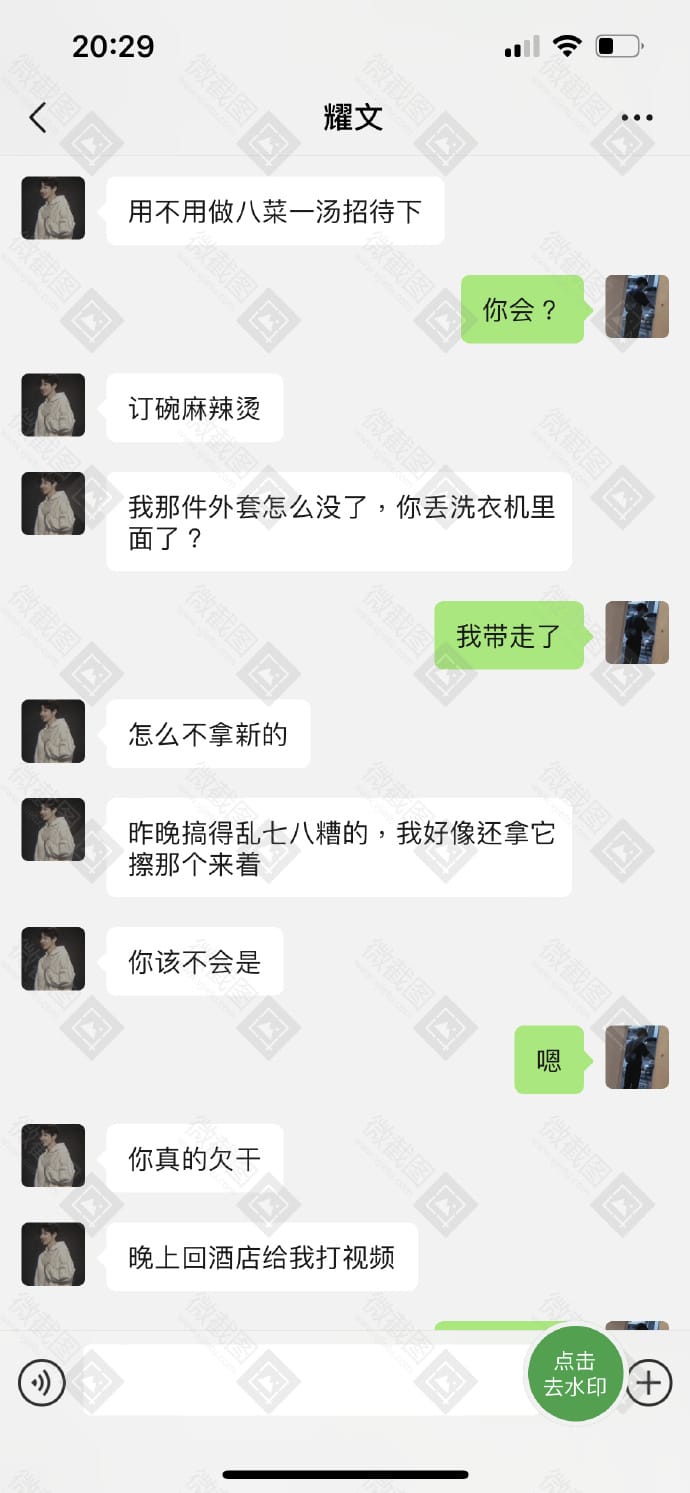 20:29
耀文
用不用做八菜一汤招待下
你会？
订碗麻辣烫
我那件外套怎么没了，你丢洗衣机里
面了？
我带走了
怎么不拿新的
昨晚搞得乱七八糟的，我好像还拿它
擦那个来着
你该不会是
嗯
你真的欠干
晚上回酒店给我打视频
点击
去水印
微截图